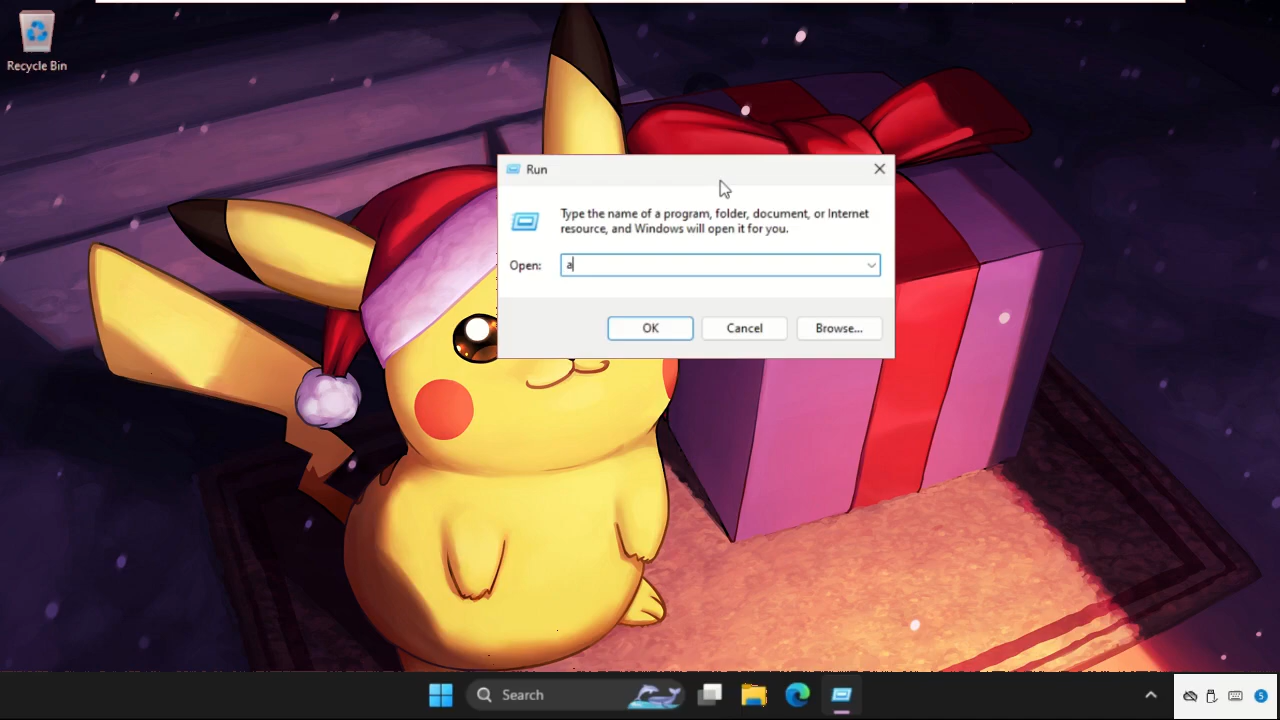 Recycle Bin
Run
Type the name of a program, folder, document, or Internet
resource, and Windows will open it for you.
Open: a
OK Cancel Browse...
Search
5